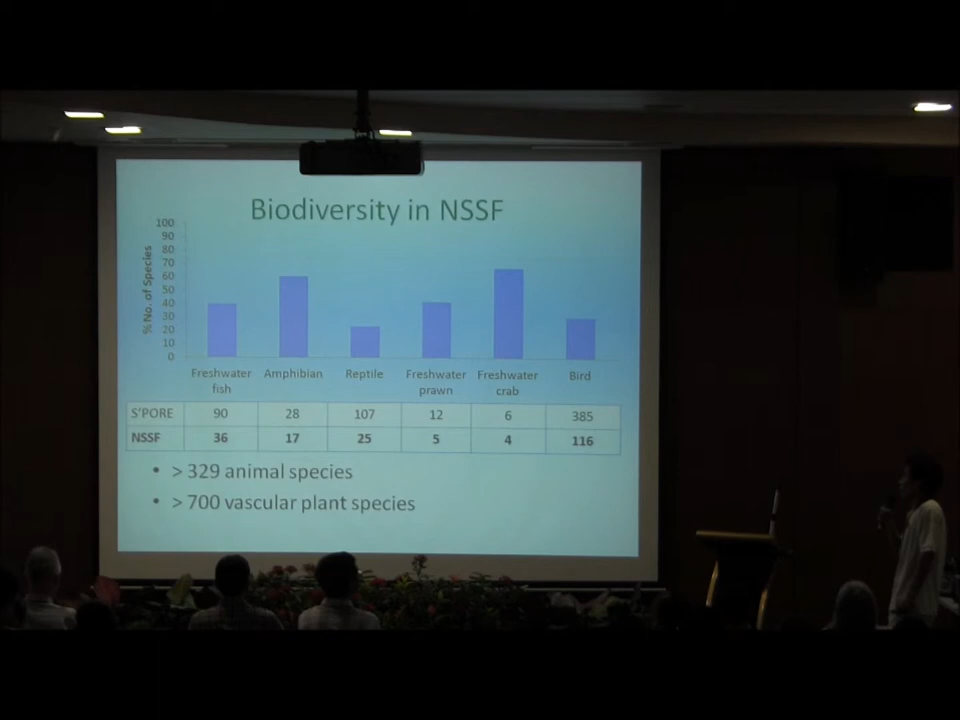 Biodiversity in NSSF
% No. of Species
100
90
80
70
60
50
40
30
20
10
0
Freshwater fish Amphibian Reptile Freshwater prawn Freshwater crab Bird
S'PORE 90 28 107 12 6 385
NSSF 36 17 25 5 4 116
• > 329 animal species
• > 700 vascular plant species